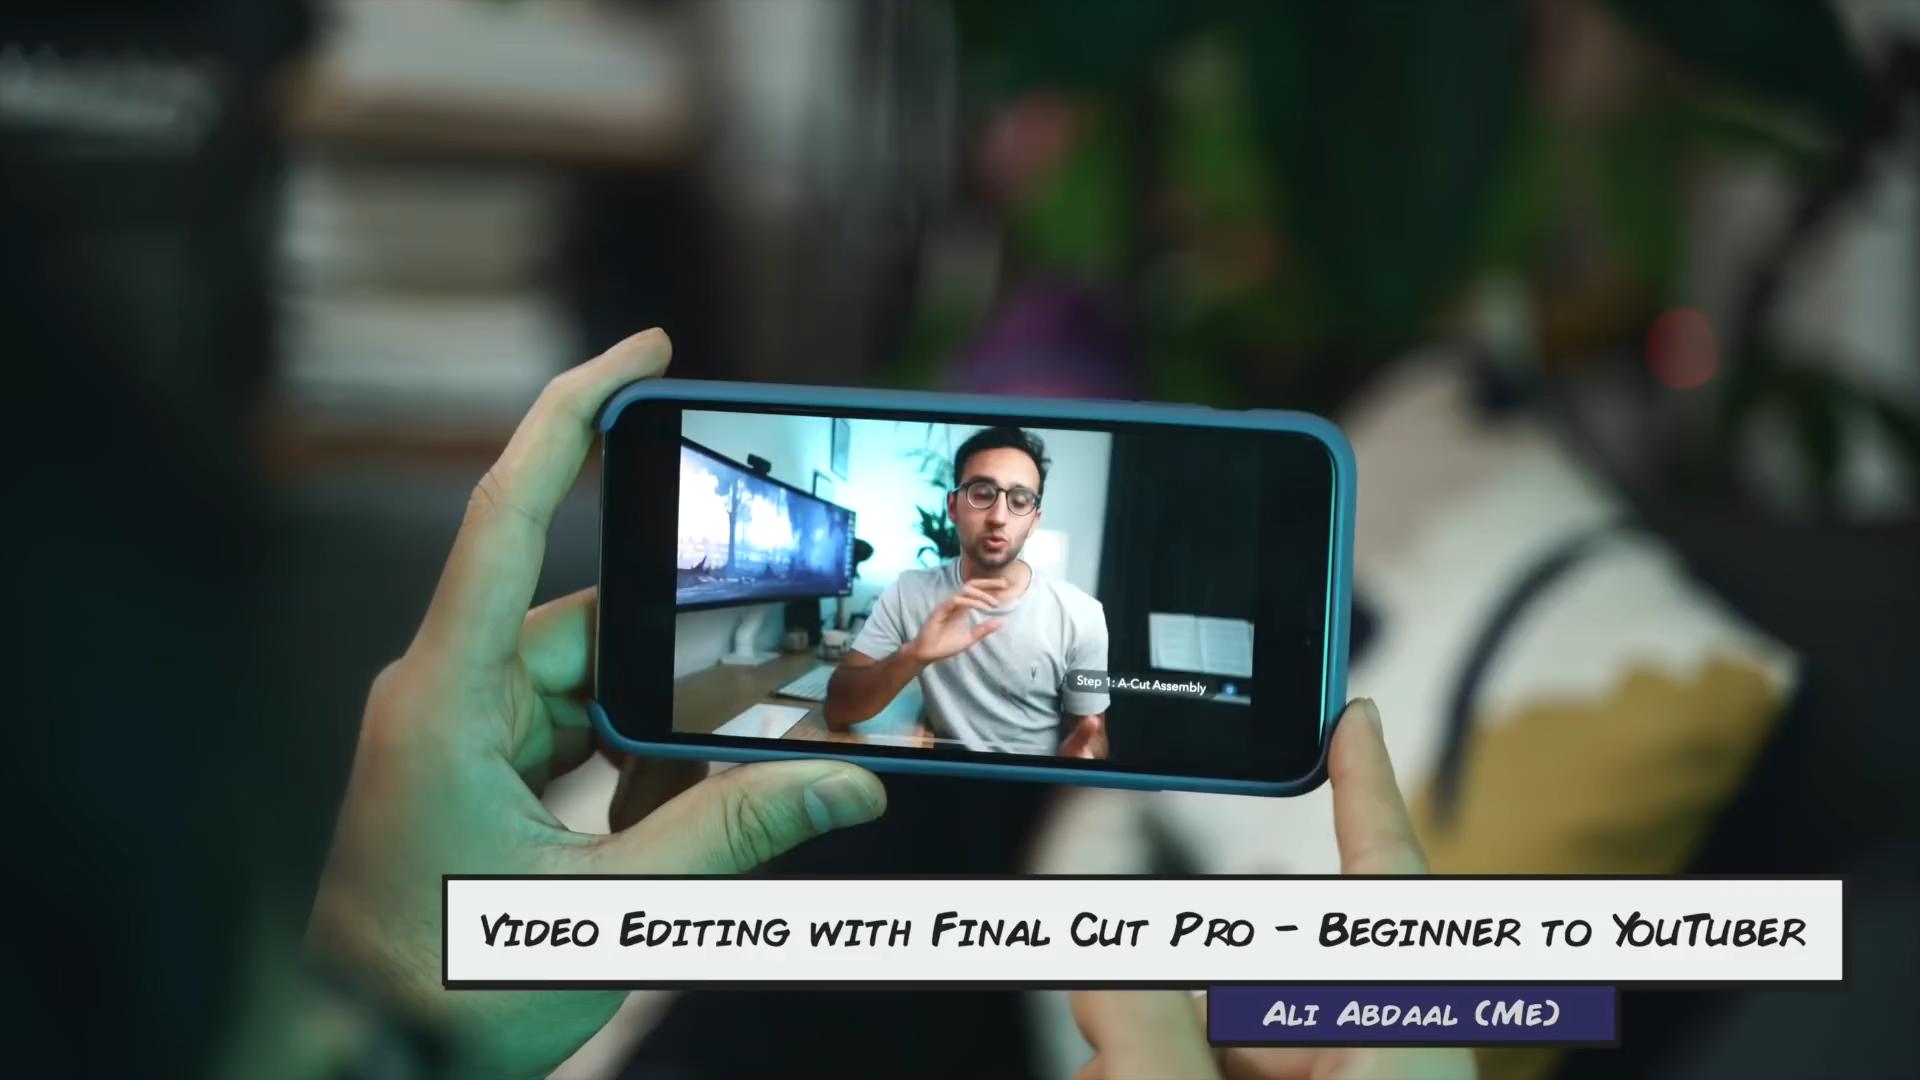 Step 1: A-Cut Assembly
Video Editing with Final Cut Pro - Beginner to YouTuber
Ali Abdaal (Me)